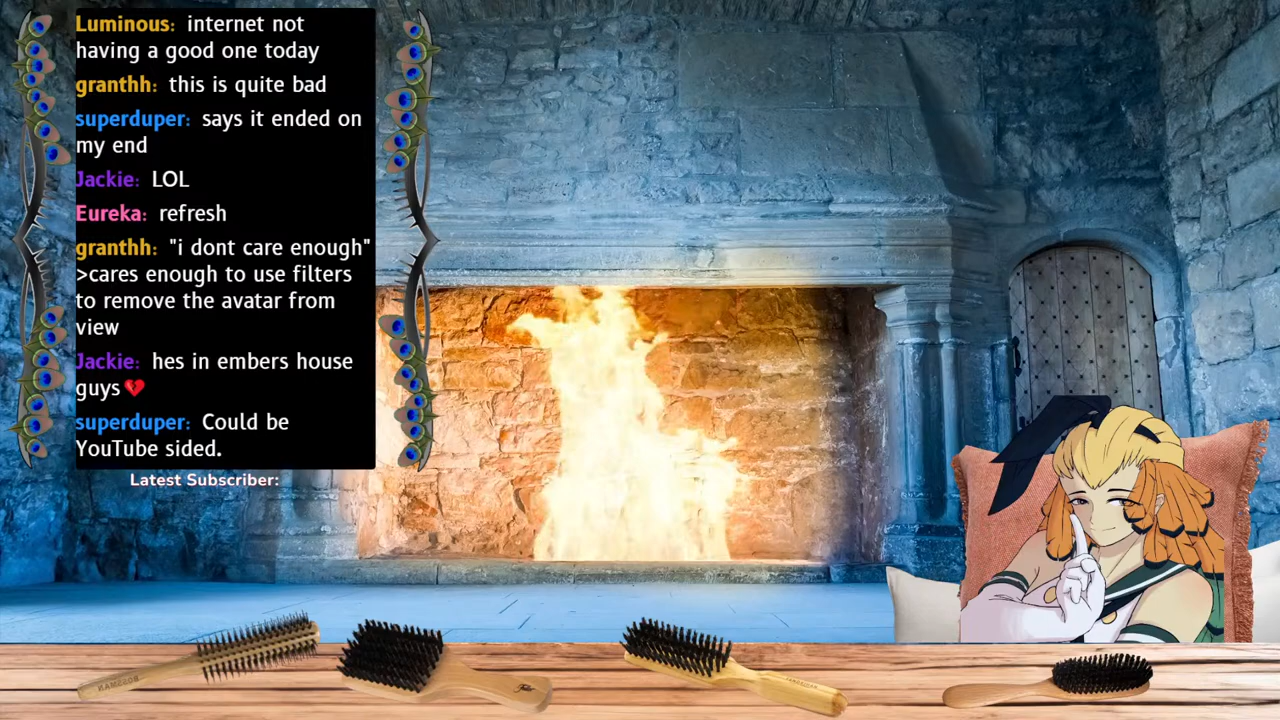 Luminous: internet not
having a good one today
granthh: this is quite bad
superduper: says it ended on
my end
Jackie: LOL
Eureka: refresh
granthh: "i dont care enough"
>cares enough to use filters
to remove the avatar from
view
Jackie: hes in embers house
guys💔
superduper: Could be
YouTube sided.
Latest Subscriber: